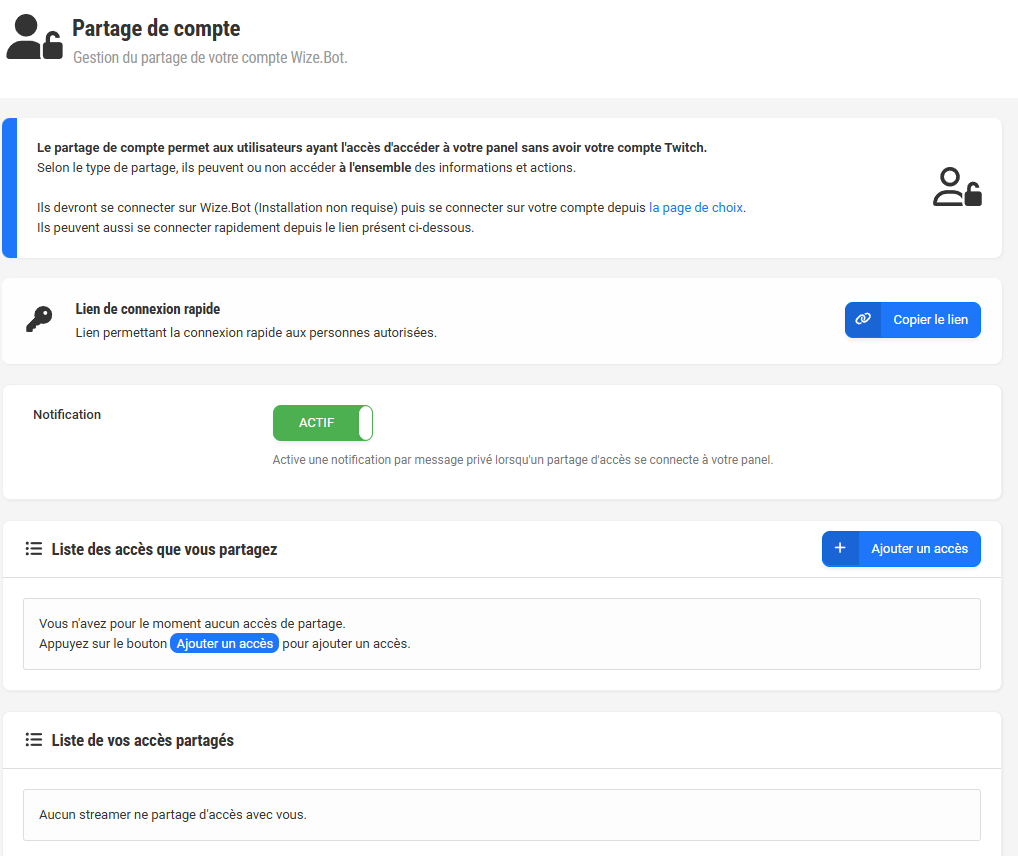 Partage de compte
Gestion du partage de votre compte Wize.Bot.
Le partage de compte permet aux utilisateurs ayant l'accès d'accéder à votre panel sans avoir votre compte Twitch.
Selon le type de partage, ils peuvent ou non accéder à l'ensemble des informations et actions.
Ils devront se connecter sur Wize.Bot (Installation non requise) puis se connecter sur votre compte depuis la page de choix.
Ils peuvent aussi se connecter rapidement depuis le lien présent ci-dessous.
Lien de connexion rapide
Lien permettant la connexion rapide aux personnes autorisées.
Copier le lien
Notification
ACTIF
Active une notification par message privé lorsqu'un partage d'accès se connecte à votre panel.
Liste des accès que vous partagez
Ajouter un accès
Vous n'avez pour le moment aucun accès de partage.
Appuyez sur le bouton Ajouter un accès pour ajouter un accès.
Liste de vos accès partagés
Aucun streamer ne partage d'accès avec vous.